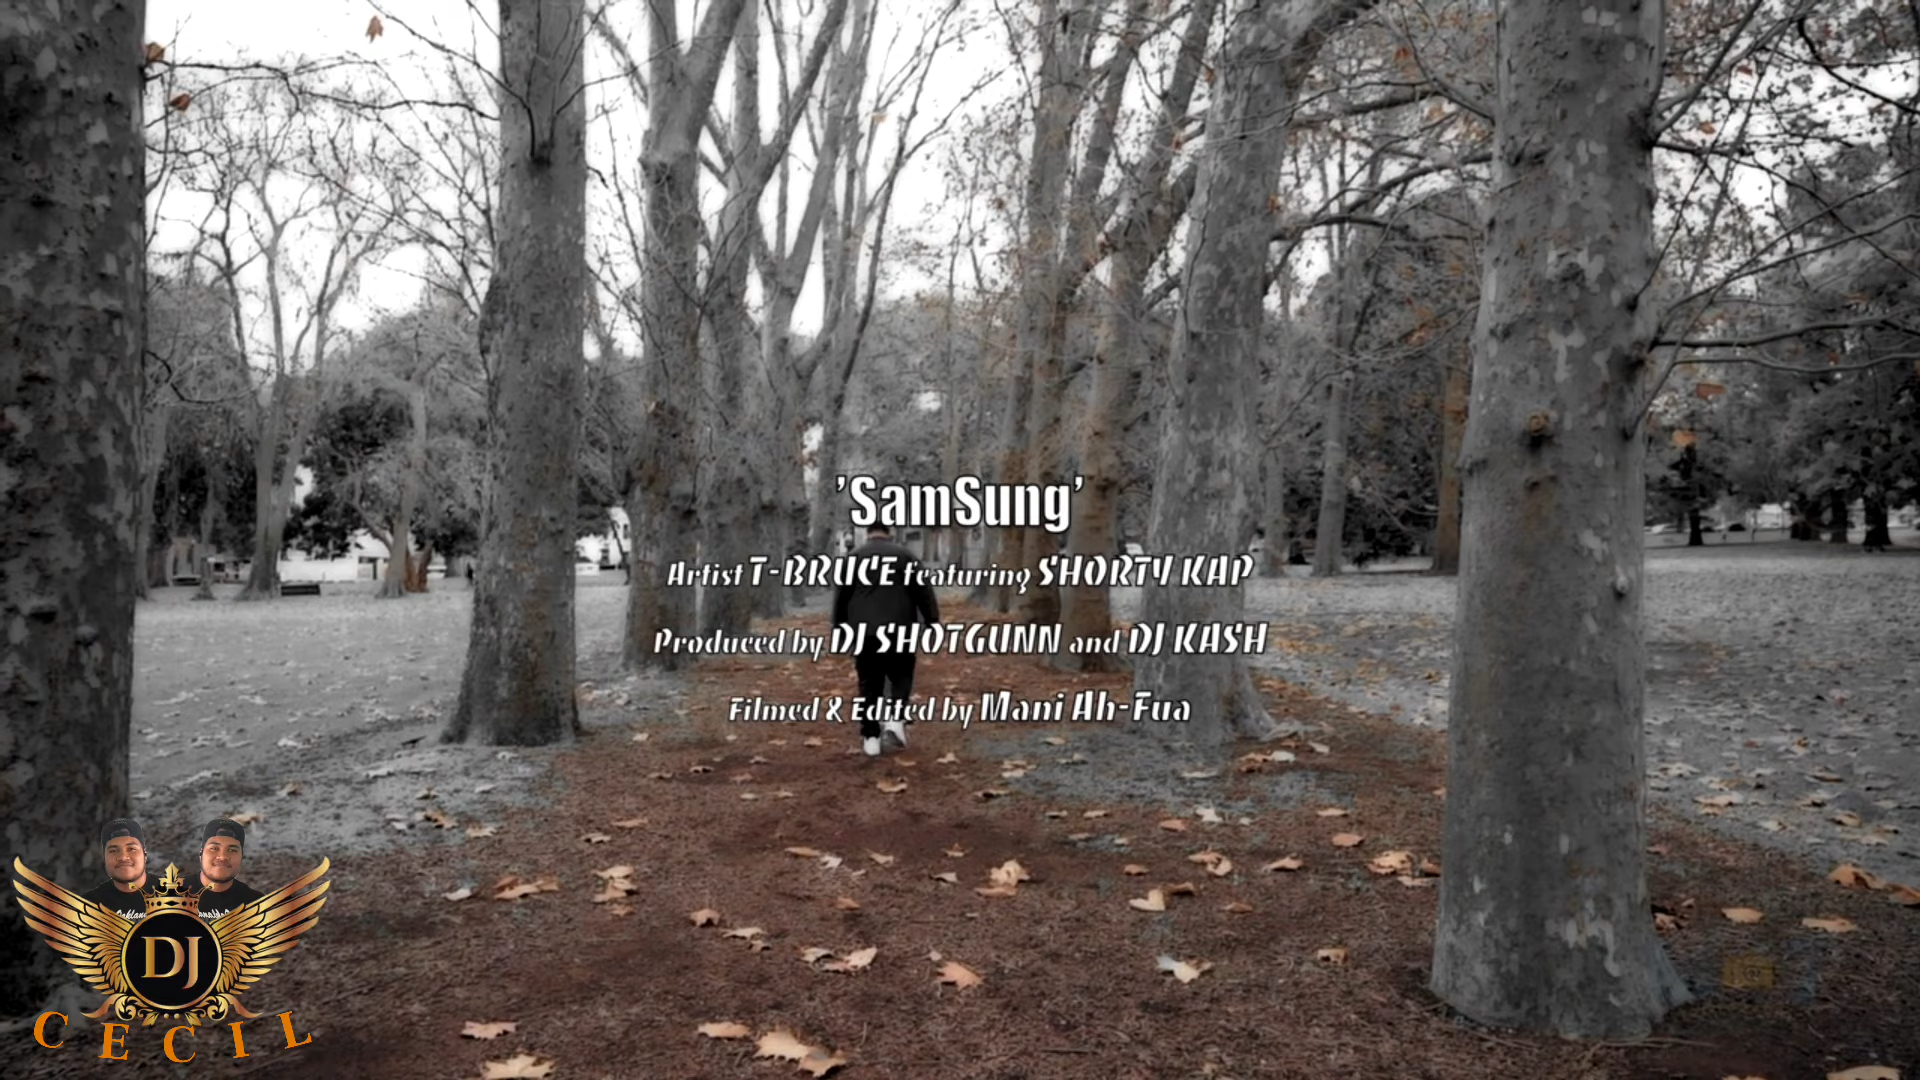 'SamSung'
Artist T-BRUCE featuring SHORTY KAP
Produced by DJ SHOTGUNN and DJ KASH
Filmed & Edited by Mani Ah-Fua
DJ
CECIL